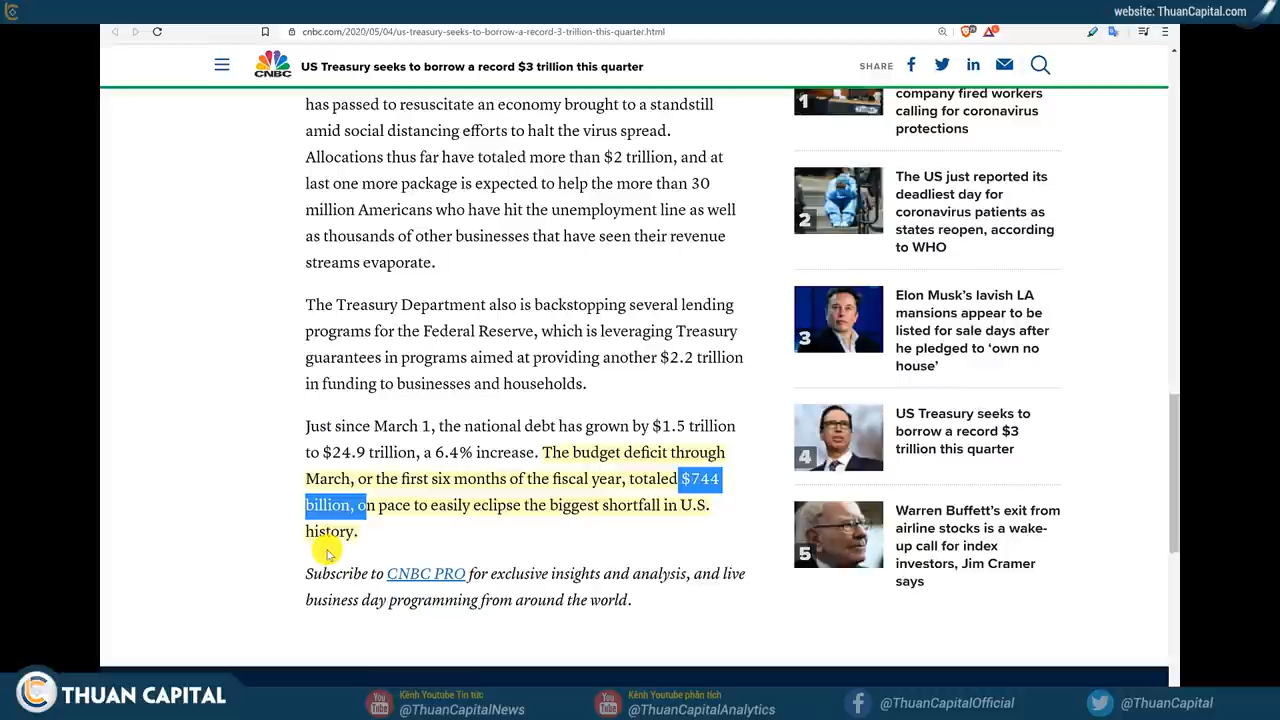 website: ThuanCapital.com
cnbc.com/2020/05/04/us-treasury-seeks-to-borrow-a-record-3-trillion-this-quarter.html
CNBC
US Treasury seeks to borrow a record $3 trillion this quarter
SHARE
has passed to resuscitate an economy brought to a standstill
amid social distancing efforts to halt the virus spread.
Allocations thus far have totaled more than $2 trillion, and at
last one more package is expected to help the more than 30
million Americans who have hit the unemployment line as well
as thousands of other businesses that have seen their revenue
streams evaporate.
The Treasury Department also is backstopping several lending
programs for the Federal Reserve, which is leveraging Treasury
guarantees in programs aimed at providing another $2.2 trillion
in funding to businesses and households.
Just since March 1, the national debt has grown by $1.5 trillion
to $24.9 trillion, a 6.4% increase. The budget deficit through
March, or the first six months of the fiscal year, totaled $744
billion, on pace to easily eclipse the biggest shortfall in U.S.
history.
Subscribe to CNBC PRO for exclusive insights and analysis, and live
business day programming from around the world.
1
company fired workers
calling for coronavirus
protections
2
The US just reported its
deadliest day for
coronavirus patients as
states reopen, according
to WHO
3
Elon Musk's lavish LA
mansions appear to be
listed for sale days after
he pledged to 'own no
house'
4
US Treasury seeks to
borrow a record $3
trillion this quarter
5
Warren Buffett's exit from
airline stocks is a wake-
up call for index
investors, Jim Cramer
says
THUAN CAPITAL
Kênh Youtube Tin tức
@ThuanCapitalNews
Kênh Youtube phân tích
@ThuanCapitalAnalytics
@ThuanCapitalOfficial
@ThuanCapital